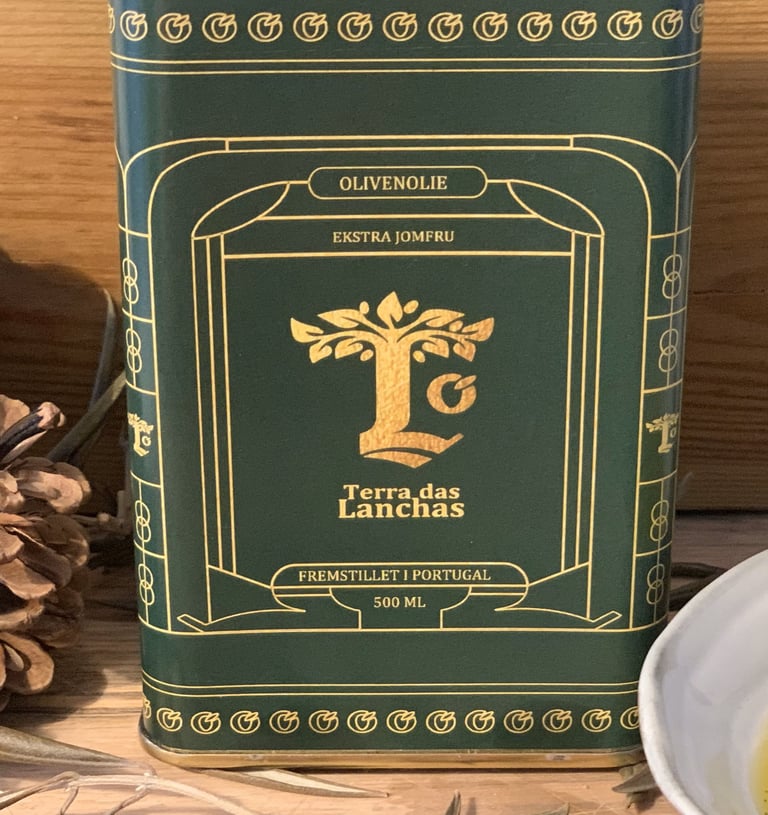 OLIVENOLIE
EKSTRA JOMFRU
Terra das
Lanchas
FREMSTILLET I PORTUGAL
500 ML